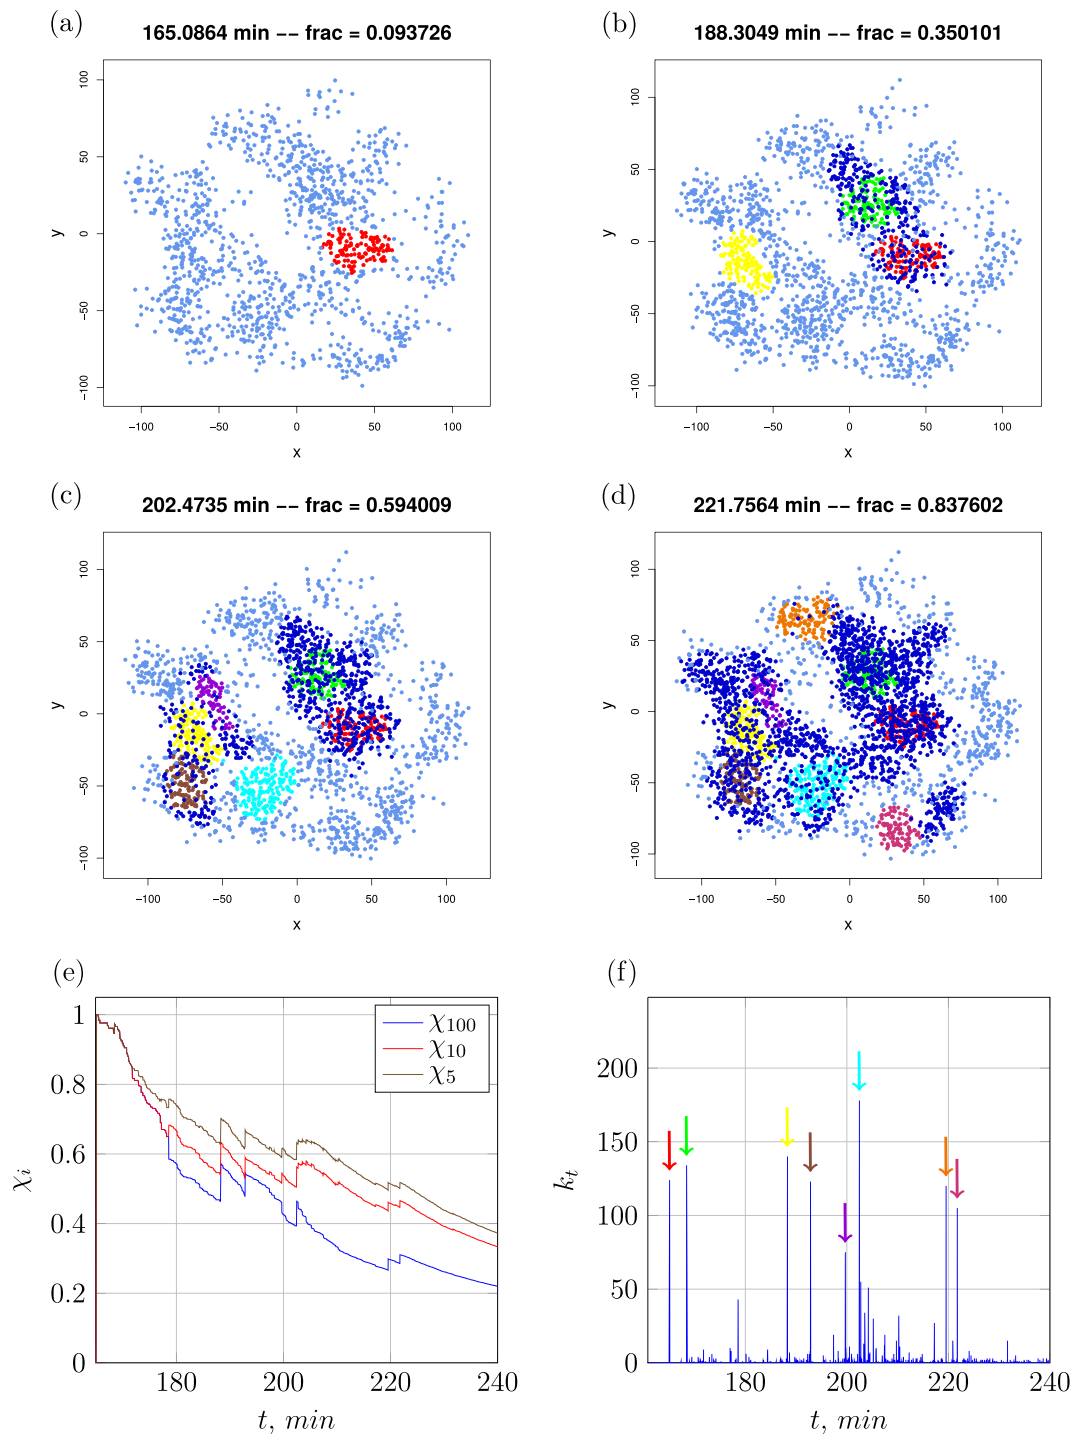 (a)
165.0864 min −− frac = 0.093726
100
50
0
−50
−100
y
−100 −50 0 50 100
x
(b)
188.3049 min −− frac = 0.350101
100
50
0
−50
−100
y
−100 −50 0 50 100
x
(c)
202.4735 min −− frac = 0.594009
100
50
0
−50
−100
y
−100 −50 0 50 100
x
(d)
221.7564 min −− frac = 0.837602
100
50
0
−50
−100
y
−100 −50 0 50 100
x
(e)
1
0.8
0.6
0.4
0.2
0
χi
χ100
χ10
χ5
180 200 220 240
t, min
(f)
200
150
100
50
0
kt
180 200 220 240
t, min